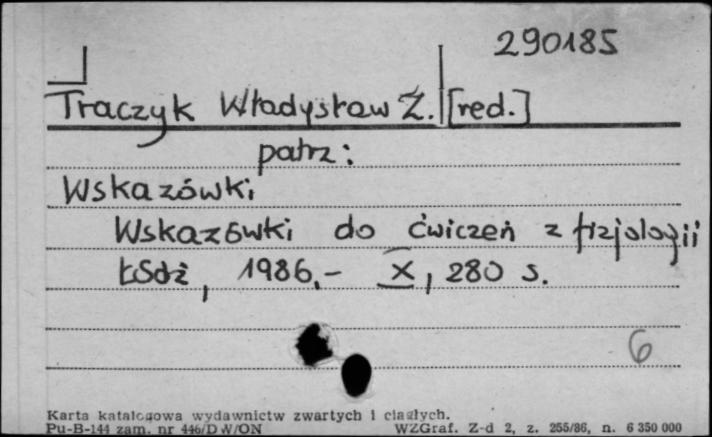 290185
Traczyk Władysław Z. [red.]
patrz:
Wskazówki
Wskazówki do ćwiczeń z fizjologii
Łódź, 1986.- X, 280 s.
6
Karta katalogowa wydawnictw zwartych i ciągłych.
Pu-B-144 zam. nr 446/DW/ON WZGraf. Z-d 2, z. 255/86, n. 6 350 000